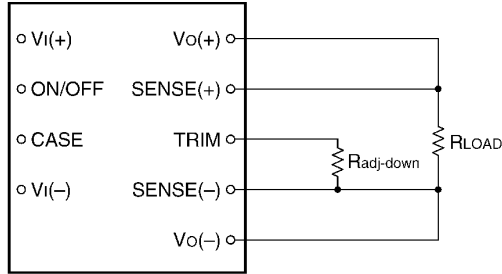 VI(+) VO(+)
ON/OFF SENSE(+)
CASE TRIM
RLOAD
Radj-down
VI(–) SENSE(–)
VO(–)